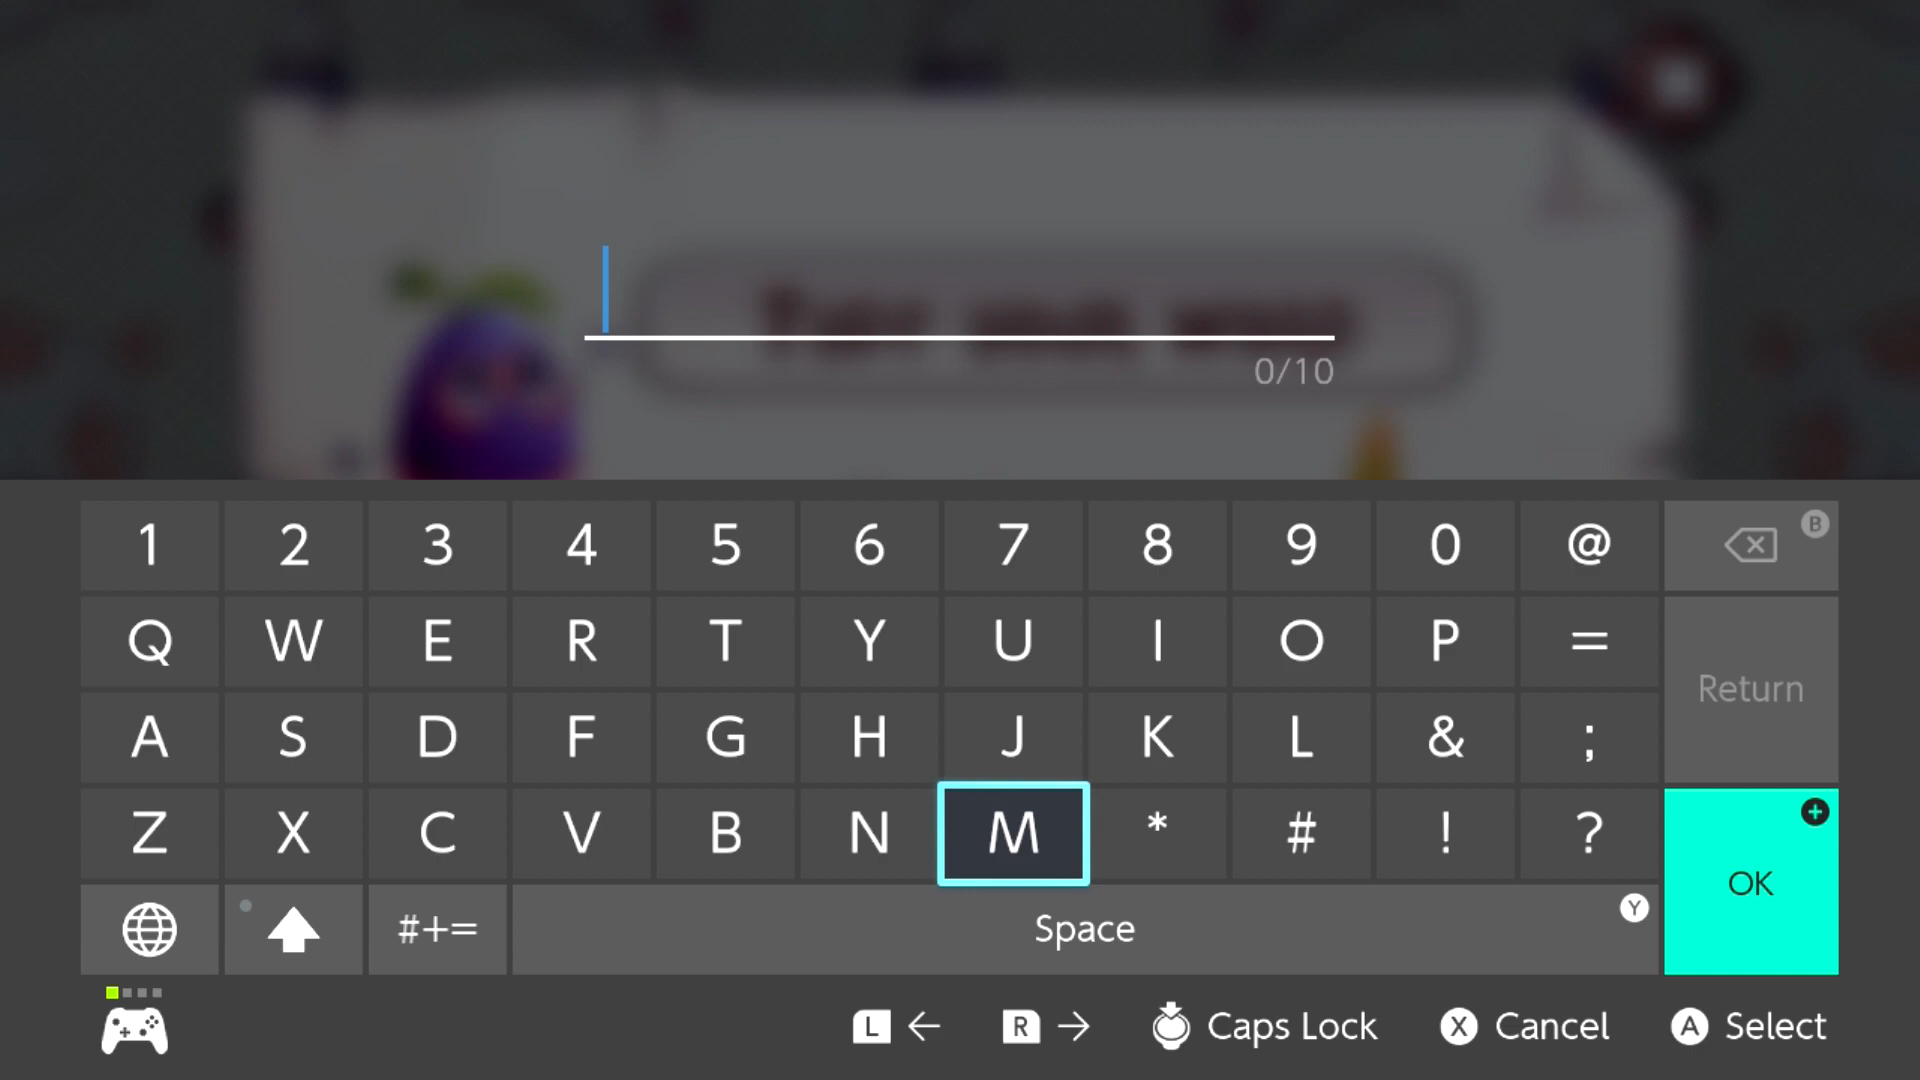 0/10
1 2 3 4 5 6 7 8 9 0 @ B
Q W E R T Y U I O P =
Return
A S D F G H J K L & ;
Z X C V B N M * # ! ? +
OK
#+= Space Y
L ← R → Caps Lock X Cancel A Select